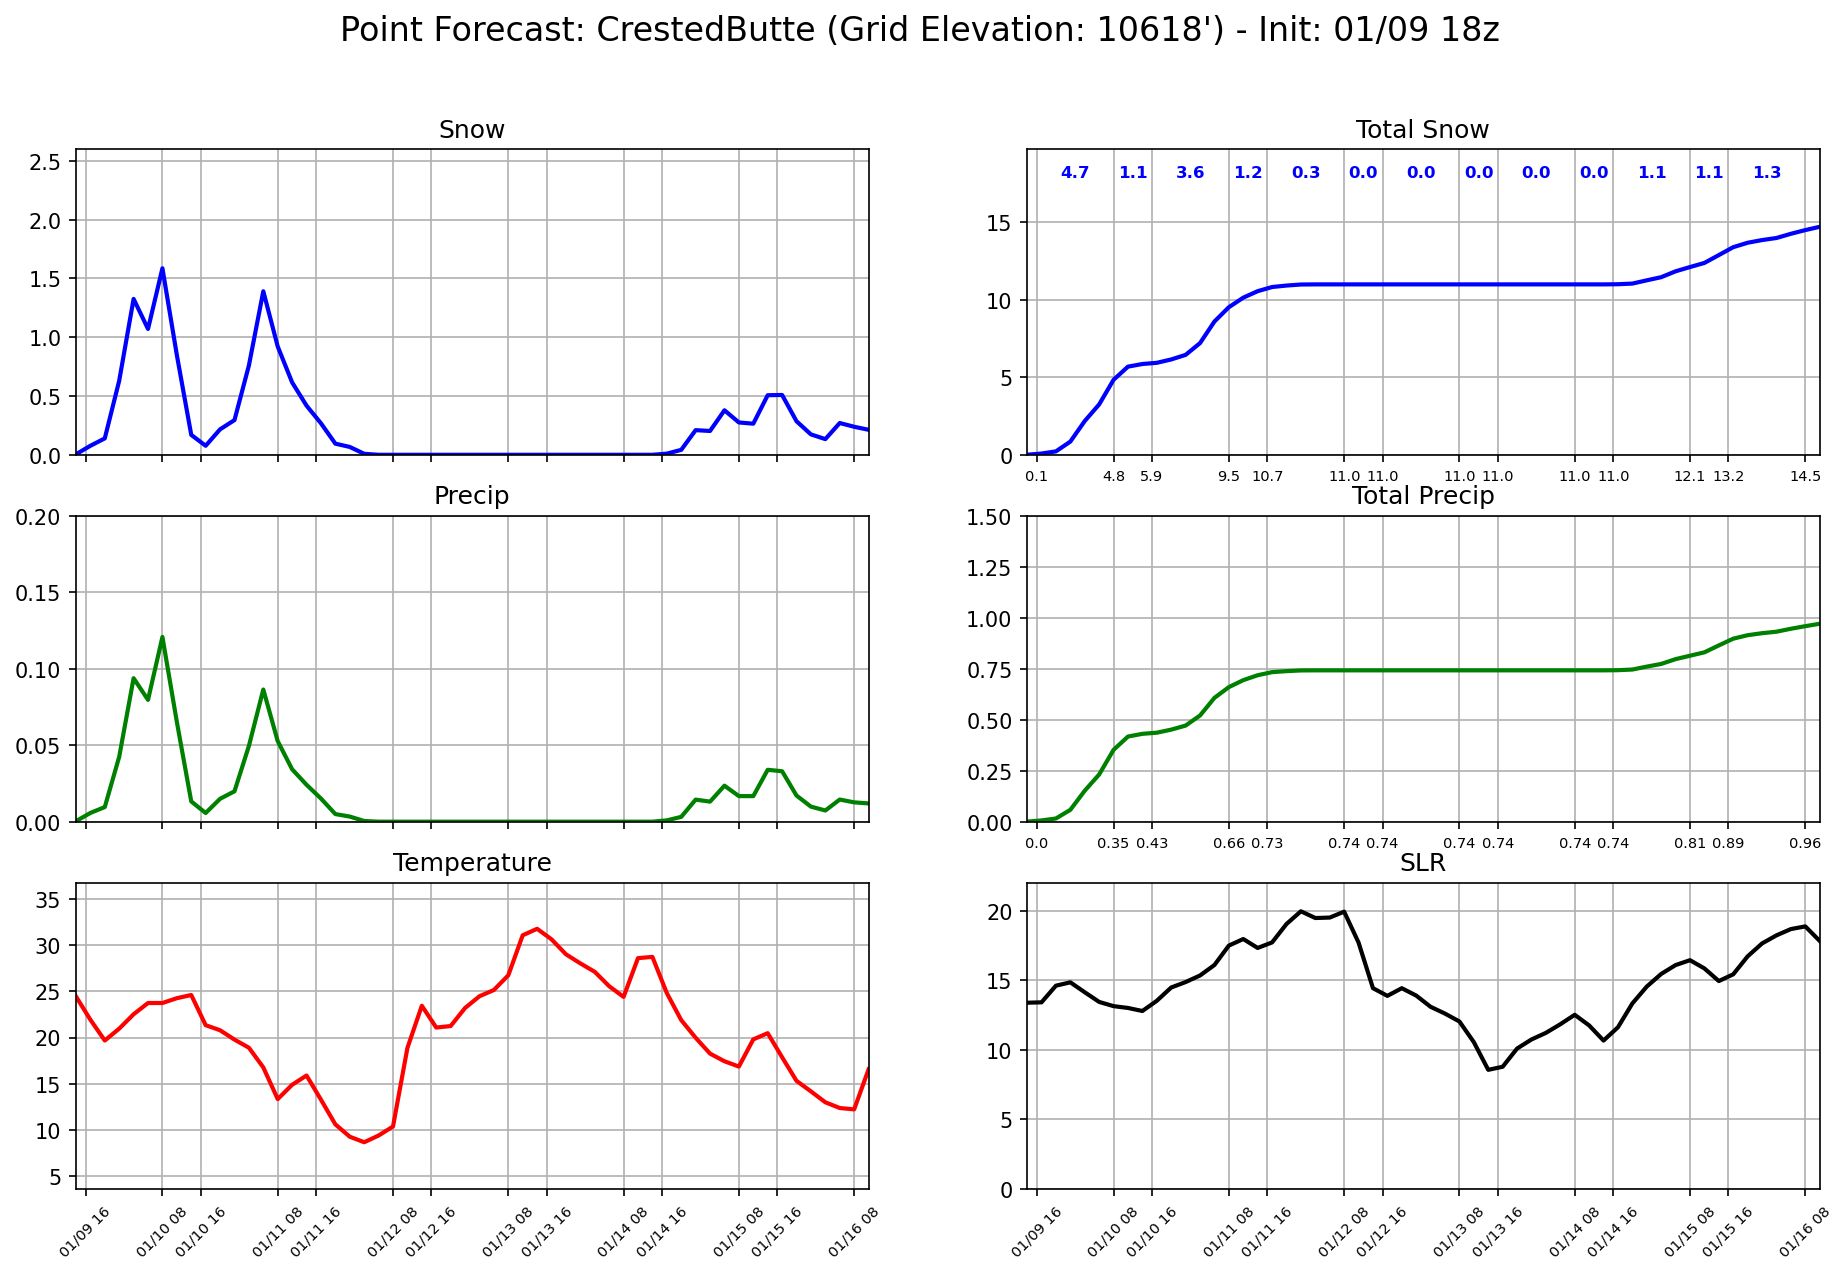 Point Forecast: CrestedButte (Grid Elevation: 10618') - Init: 01/09 18z
Snow
2.5
2.0
1.5
1.0
0.5
0.0
Total Snow
4.7 1.1 3.6 1.2 0.3 0.0 0.0 0.0 0.0 0.0 1.1 1.1 1.3
15
10
5
0
0.1 4.8 5.9 9.5 10.7 11.0 11.0 11.0 11.0 11.0 11.0 12.1 13.2 14.5
Precip
0.20
0.15
0.10
0.05
0.00
Total Precip
1.50
1.25
1.00
0.75
0.50
0.25
0.00
0.0 0.35 0.43 0.66 0.73 0.74 0.74 0.74 0.74 0.74 0.74 0.81 0.89 0.96
Temperature
35
30
25
20
15
10
5
01/09 16 01/10 08 01/10 16 01/11 08 01/11 16 01/12 08 01/12 16 01/13 08 01/13 16 01/14 08 01/14 16 01/15 08 01/15 16 01/16 08
SLR
20
15
10
5
0
01/09 16 01/10 08 01/10 16 01/11 08 01/11 16 01/12 08 01/12 16 01/13 08 01/13 16 01/14 08 01/14 16 01/15 08 01/15 16 01/16 08